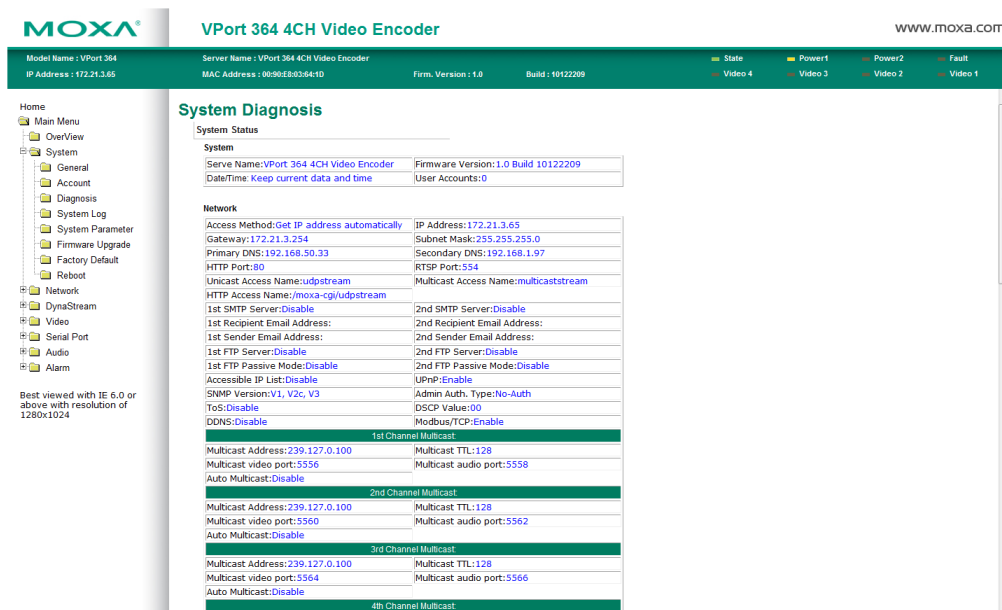 MOXA®
VPort 364 4CH Video Encoder
www.moxa.com
Model Name : VPort 364
Server Name : VPort 364 4CH Video Encoder
State
Power1
Power2
Fault
IP Address : 172.21.3.65
MAC Address : 00:90:E8:03:64:1D
Firm. Version : 1.0
Build : 10122209
Video 4
Video 3
Video 2
Video 1
Home
Main Menu
OverView
System
General
Account
Diagnosis
System Log
System Parameter
Firmware Upgrade
Factory Default
Reboot
Network
DynaStream
Video
Serial Port
Audio
Alarm
Best viewed with IE 6.0 or
above with resolution of
1280x1024
System Diagnosis
System Status
System
Serve Name:VPort 364 4CH Video Encoder
Firmware Version:1.0 Build 10122209
Date/Time: Keep current data and time
User Accounts:0
Network
Access Method:Get IP address automatically
IP Address:172.21.3.65
Gateway:172.21.3.254
Subnet Mask:255.255.255.0
Primary DNS:192.168.50.33
Secondary DNS:192.168.1.97
HTTP Port:80
RTSP Port:554
Unicast Access Name:udpstream
Multicast Access Name:multicaststream
HTTP Access Name:/moxa-cgi/udpstream
1st SMTP Server:Disable
2nd SMTP Server:Disable
1st Recipient Email Address:
2nd Recipient Email Address:
1st Sender Email Address:
2nd Sender Email Address:
1st FTP Server:Disable
2nd FTP Server:Disable
1st FTP Passive Mode:Disable
2nd FTP Passive Mode:Disable
Accessible IP List:Disable
UPnP:Enable
SNMP Version:V1, V2c, V3
Admin Auth. Type:No-Auth
ToS:Disable
DSCP Value:00
DDNS:Disable
Modbus/TCP:Enable
1st Channel Multicast:
Multicast Address:239.127.0.100
Multicast TTL:128
Multicast video port:5556
Multicast audio port:5558
Auto Multicast:Disable
2nd Channel Multicast:
Multicast Address:239.127.0.100
Multicast TTL:128
Multicast video port:5560
Multicast audio port:5562
Auto Multicast:Disable
3rd Channel Multicast:
Multicast Address:239.127.0.100
Multicast TTL:128
Multicast video port:5564
Multicast audio port:5566
Auto Multicast:Disable
4th Channel Multicast: